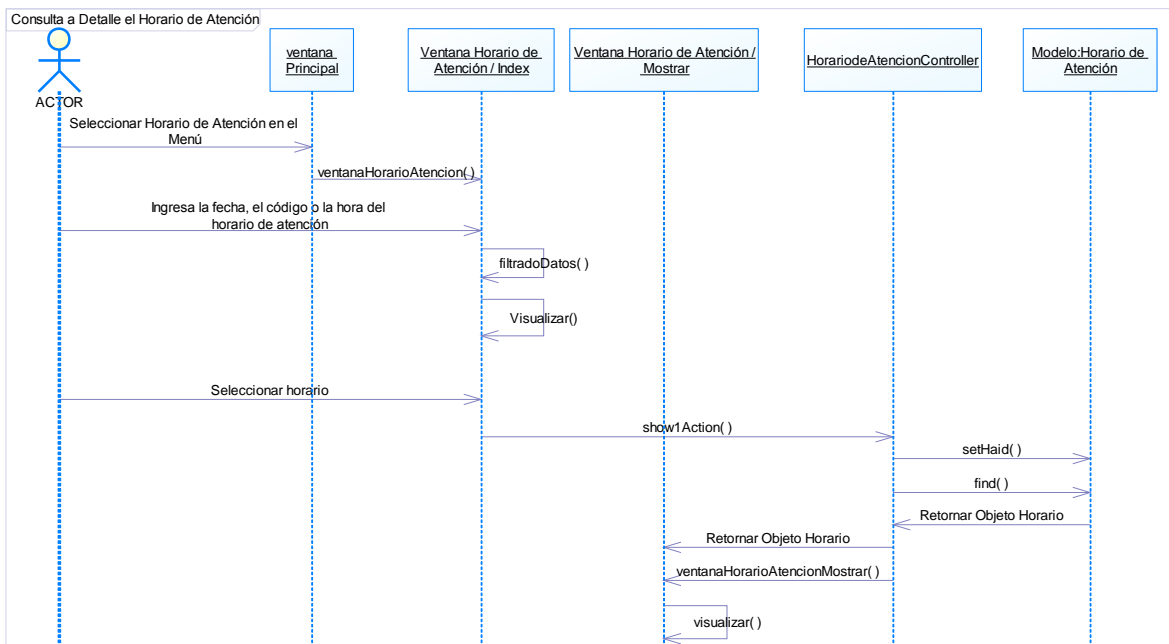 Consulta a Detalle el Horario de Atención
ACTOR
ventana
Principal
Ventana Horario de
Atención / Index
Ventana Horario de Atención /
Mostrar
HorariodeAtencionController
Modelo:Horario de
Atención
Seleccionar Horario de Atención en el
Menú
ventanaHorarioAtencion( )
Ingresa la fecha, el código o la hora del
horario de atención
filtradoDatos( )
Visualizar()
Seleccionar horario
show1Action( )
setHaid( )
find( )
Retornar Objeto Horario
Retornar Objeto Horario
ventanaHorarioAtencionMostrar( )
visualizar( )